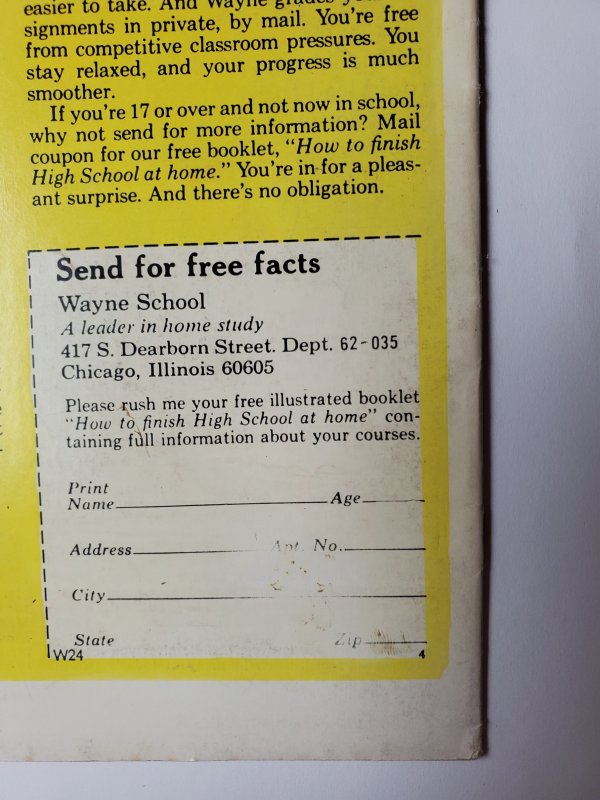 easier to take. And Wayne grades
signments in private, by mail. You're free
from competitive classroom pressures. You
stay relaxed, and your progress is much
smoother.
If you're 17 or over and not now in school,
why not send for more information? Mail
coupon for our free booklet, "How to finish
High School at home." You're in for a pleas-
ant surprise. And there's no obligation.
Send for free facts
Wayne School
A leader in home study
417 S. Dearborn Street. Dept. 62-035
Chicago, Illinois 60605
Please rush me your free illustrated booklet
"How to finish High School at home" con-
taining full information about your courses.
Print
Name Age
Address Apt. No.
City
State Zip
W24 4